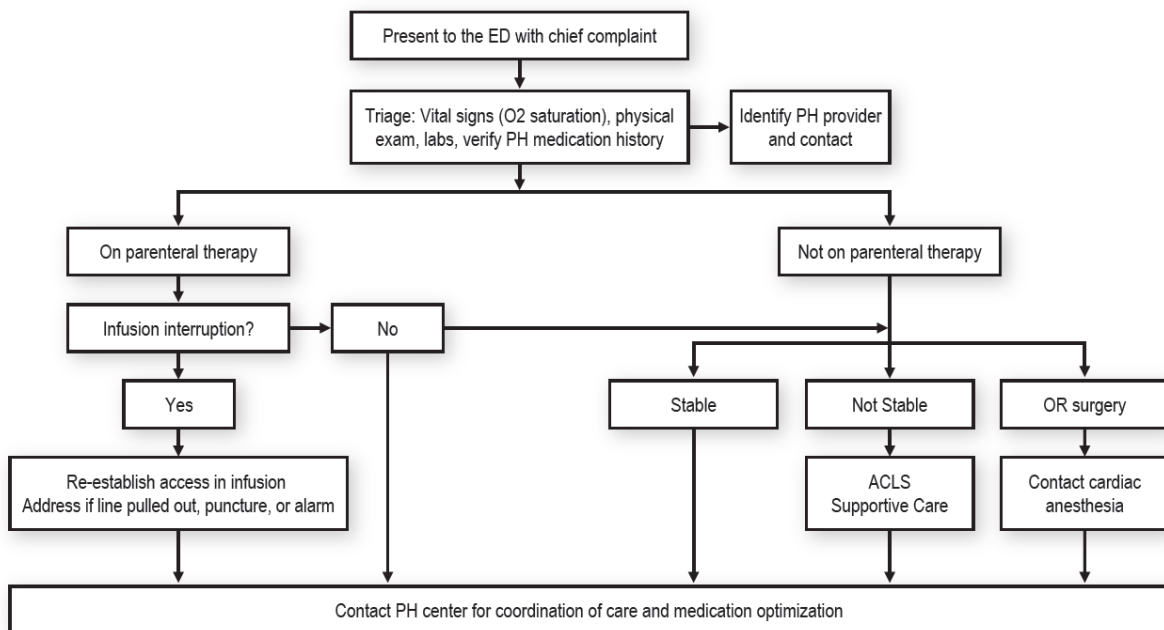 Present to the ED with chief complaint
Triage: Vital signs (O2 saturation), physical
exam, labs, verify PH medication history
Identify PH provider
and contact
On parenteral therapy
Not on parenteral therapy
Infusion interruption?
No
Yes
Stable
Not Stable
OR surgery
Re-establish access in infusion
Address if line pulled out, puncture, or alarm
ACLS
Supportive Care
Contact cardiac
anesthesia
Contact PH center for coordination of care and medication optimization